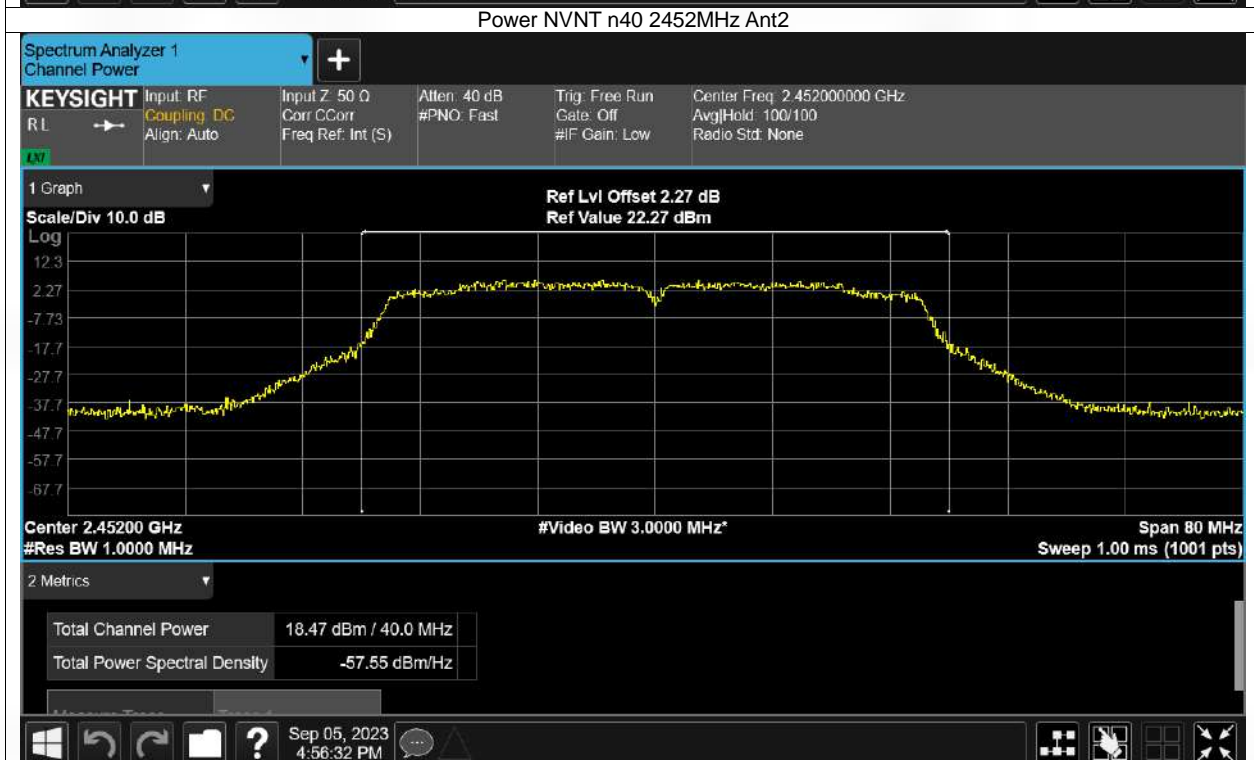 Power NVNT n40 2452MHz Ant2
Spectrum Analyzer 1
Channel Power
KEYSIGHT
RL
LXI
Input: RF
Coupling: DC
Align: Auto
Input Z: 50 Ω
Corr CCorr
Freq Ref: Int (S)
Atten: 40 dB
#PNO: Fast
Trig: Free Run
Gate: Off
#IF Gain: Low
Center Freq: 2.452000000 GHz
Avg|Hold: 100/100
Radio Std: None
1 Graph
Scale/Div 10.0 dB
Ref Lvl Offset 2.27 dB
Ref Value 22.27 dBm
Log
12.3
2.27
-7.73
-17.7
-27.7
-37.7
-47.7
-57.7
-67.7
Center 2.45200 GHz
#Res BW 1.0000 MHz
#Video BW 3.0000 MHz*
Span 80 MHz
Sweep 1.00 ms (1001 pts)
2 Metrics
Total Channel Power 18.47 dBm / 40.0 MHz
Total Power Spectral Density -57.55 dBm/Hz
?
Sep 05, 2023
4:56:32 PM